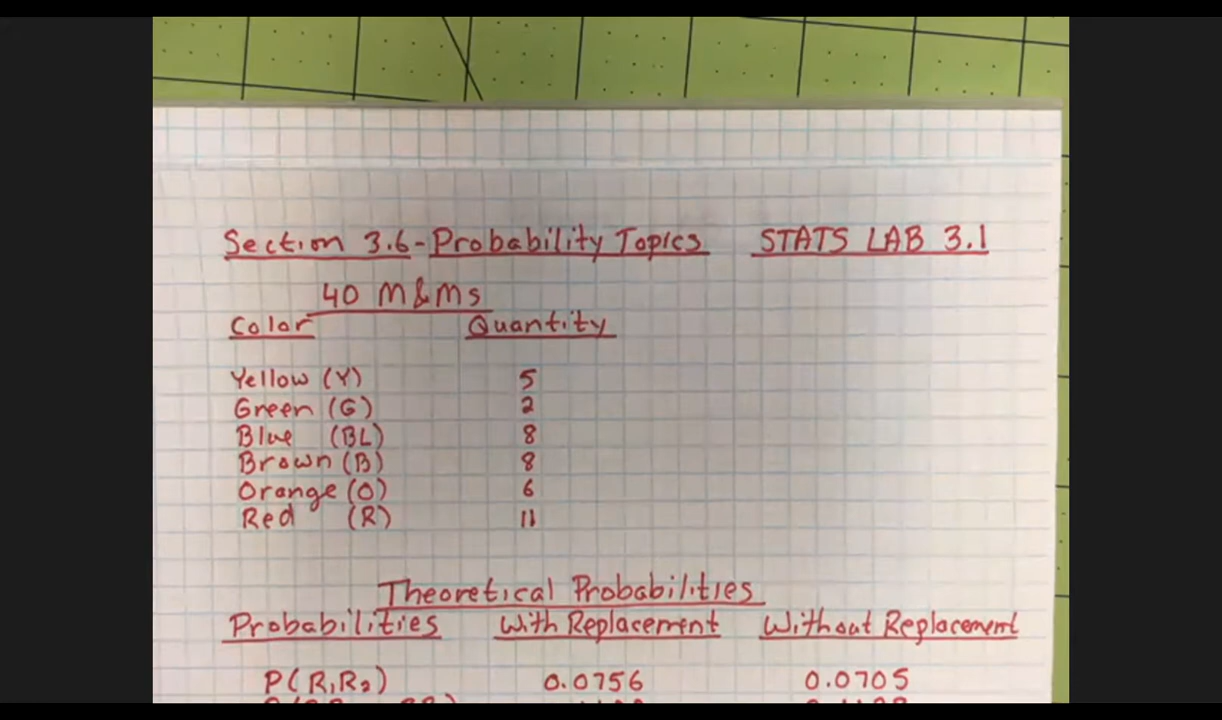 Section 3.6-Probability Topics STATS LAB 3.1
40 M&Ms
Color Quantity
Yellow (Y) 5
Green (G) 2
Blue (BL) 8
Brown (B) 8
Orange (O) 6
Red (R) 11
Theoretical Probabilities
Probabilities With Replacement Without Replacement
P(R₁R₂) 0.0756 0.0705